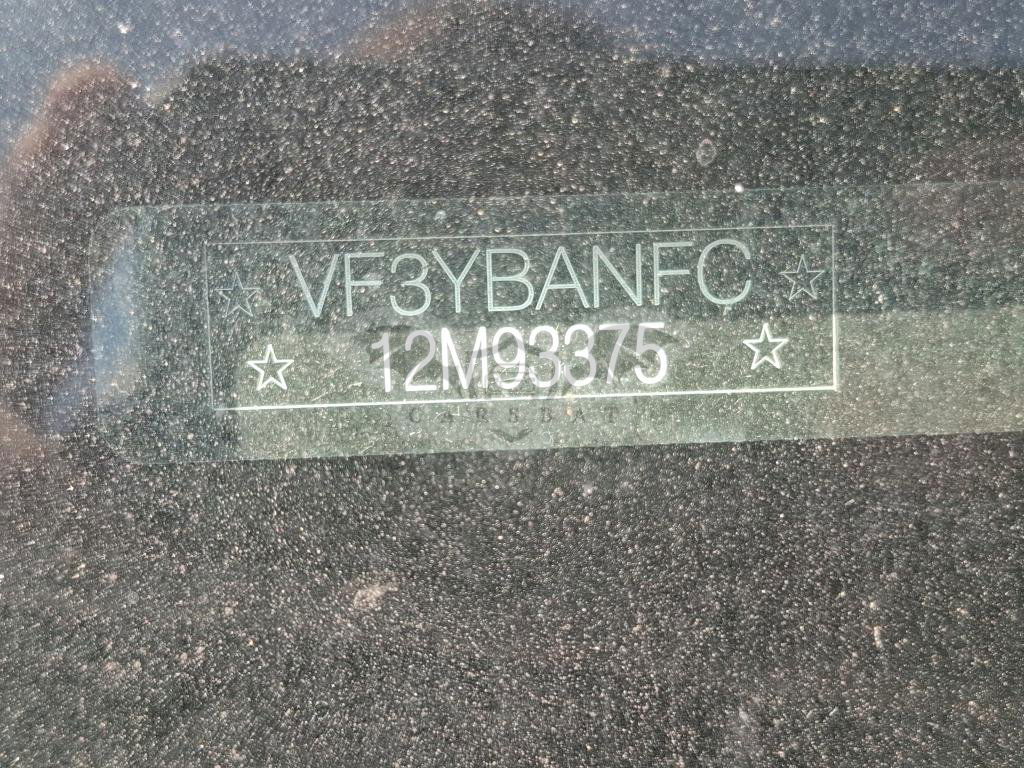 ☆ VF3YBANFC ☆
☆ 12M93375 ☆
CARSBAT